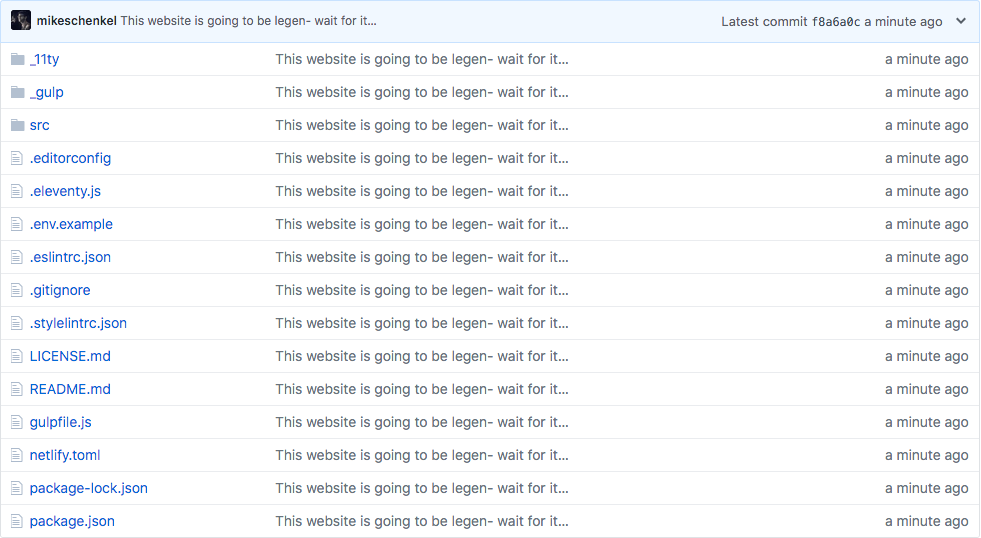 mikeschenkel This website is going to be legen- wait for it... Latest commit f8a6a0c a minute ago
_11ty This website is going to be legen- wait for it... a minute ago
_gulp This website is going to be legen- wait for it... a minute ago
src This website is going to be legen- wait for it... a minute ago
.editorconfig This website is going to be legen- wait for it... a minute ago
.eleventy.js This website is going to be legen- wait for it... a minute ago
.env.example This website is going to be legen- wait for it... a minute ago
.eslintrc.json This website is going to be legen- wait for it... a minute ago
.gitignore This website is going to be legen- wait for it... a minute ago
.stylelintrc.json This website is going to be legen- wait for it... a minute ago
LICENSE.md This website is going to be legen- wait for it... a minute ago
README.md This website is going to be legen- wait for it... a minute ago
gulpfile.js This website is going to be legen- wait for it... a minute ago
netlify.toml This website is going to be legen- wait for it... a minute ago
package-lock.json This website is going to be legen- wait for it... a minute ago
package.json This website is going to be legen- wait for it... a minute ago